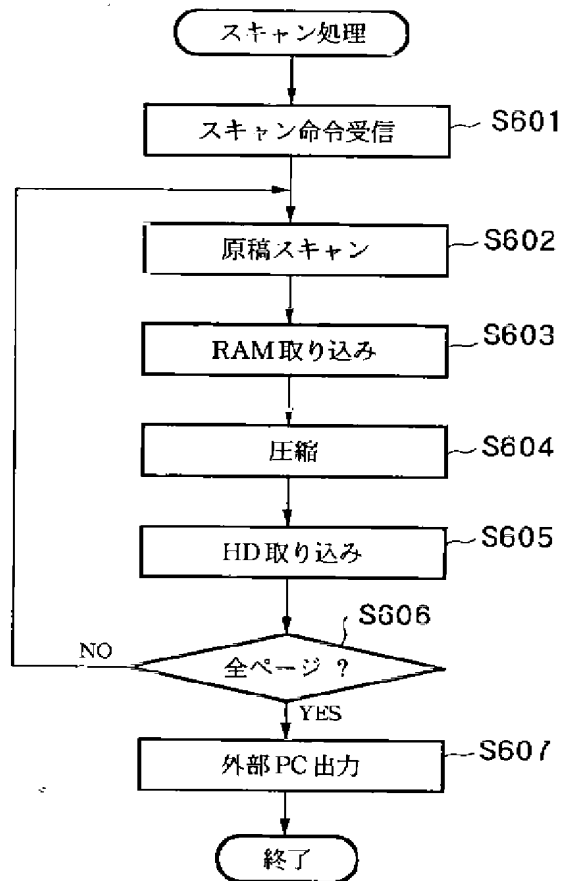 スキャン処理
スキャン命令受信
S601
原稿スキャン
S602
RAM取り込み
S603
圧縮
S604
HD取り込み
S605
S606
全ページ ?
NO
YES
外部PC出力
S607
終了